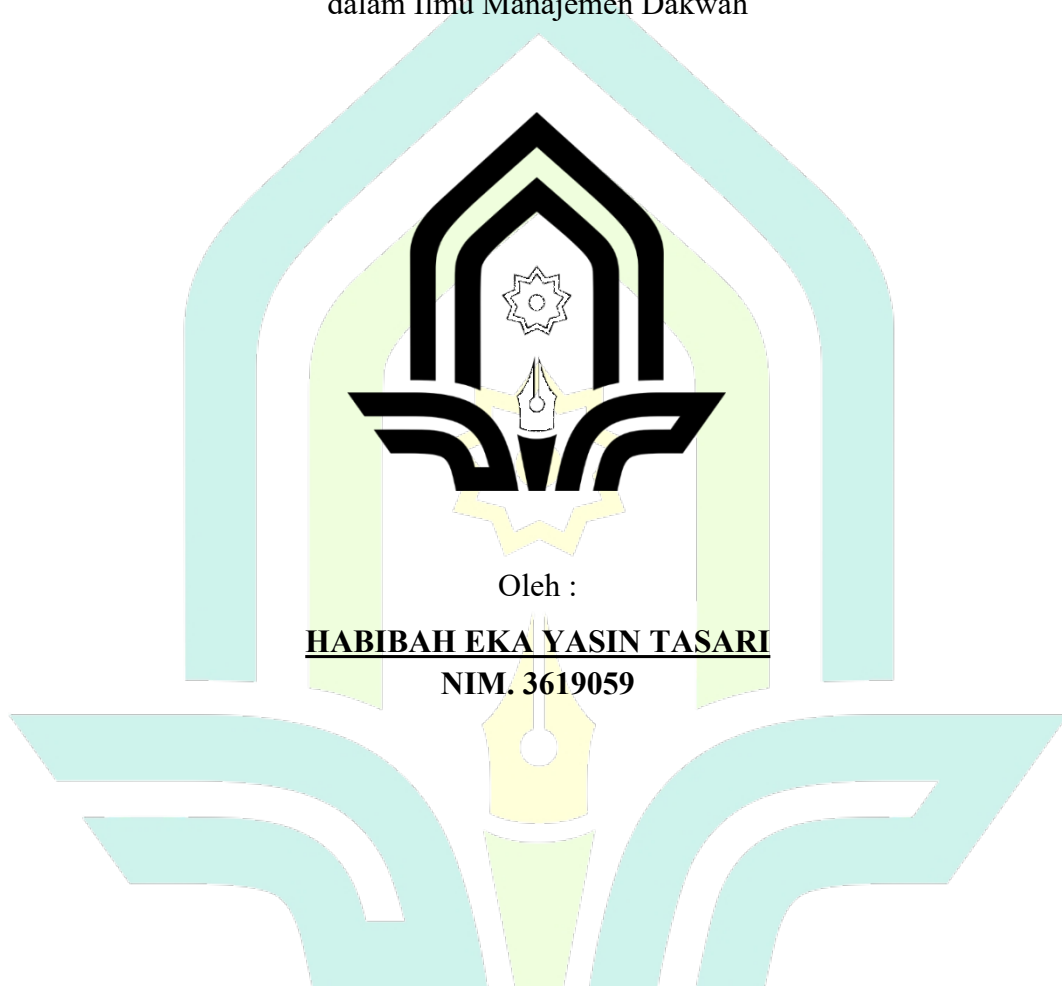 dalam Ilmu Manajemen Dakwah
Oleh :
HABIBAH EKA YASIN TASARI
NIM. 3619059